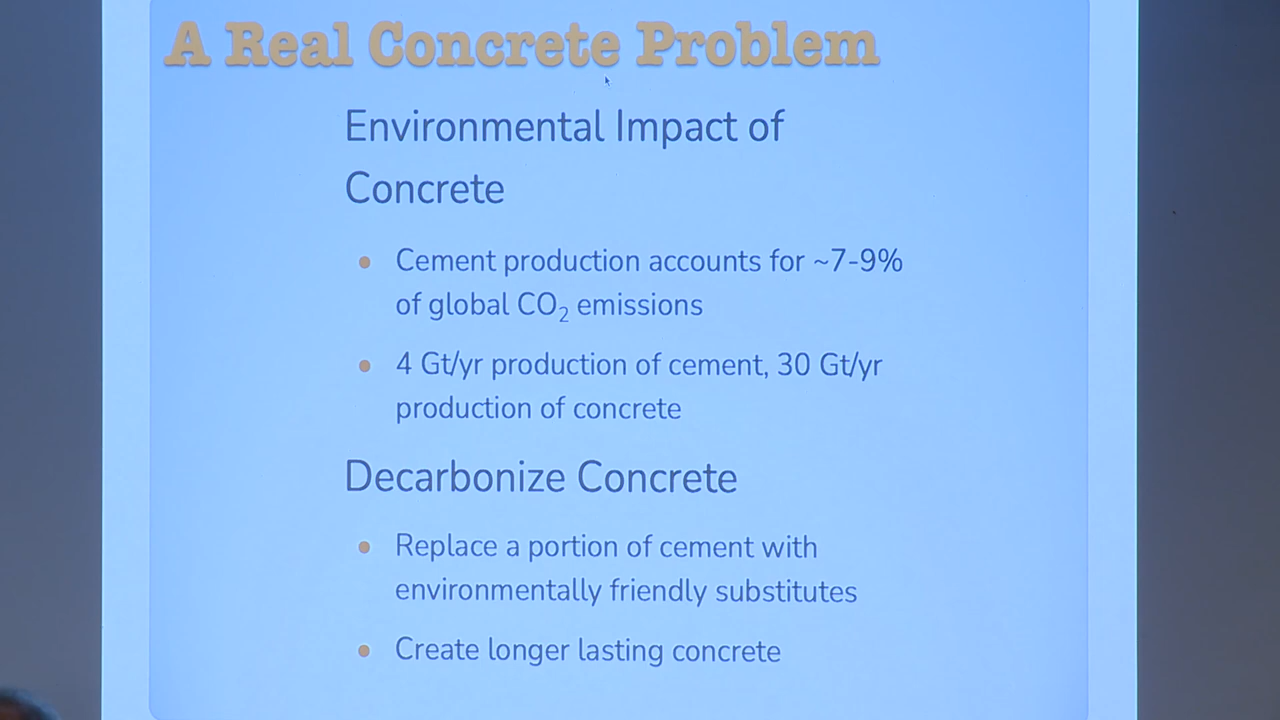 A Real Concrete Problem
Environmental Impact of
Concrete
• Cement production accounts for ~7-9%
of global CO₂ emissions
• 4 Gt/yr production of cement, 30 Gt/yr
production of concrete
Decarbonize Concrete
• Replace a portion of cement with
environmentally friendly substitutes
• Create longer lasting concrete